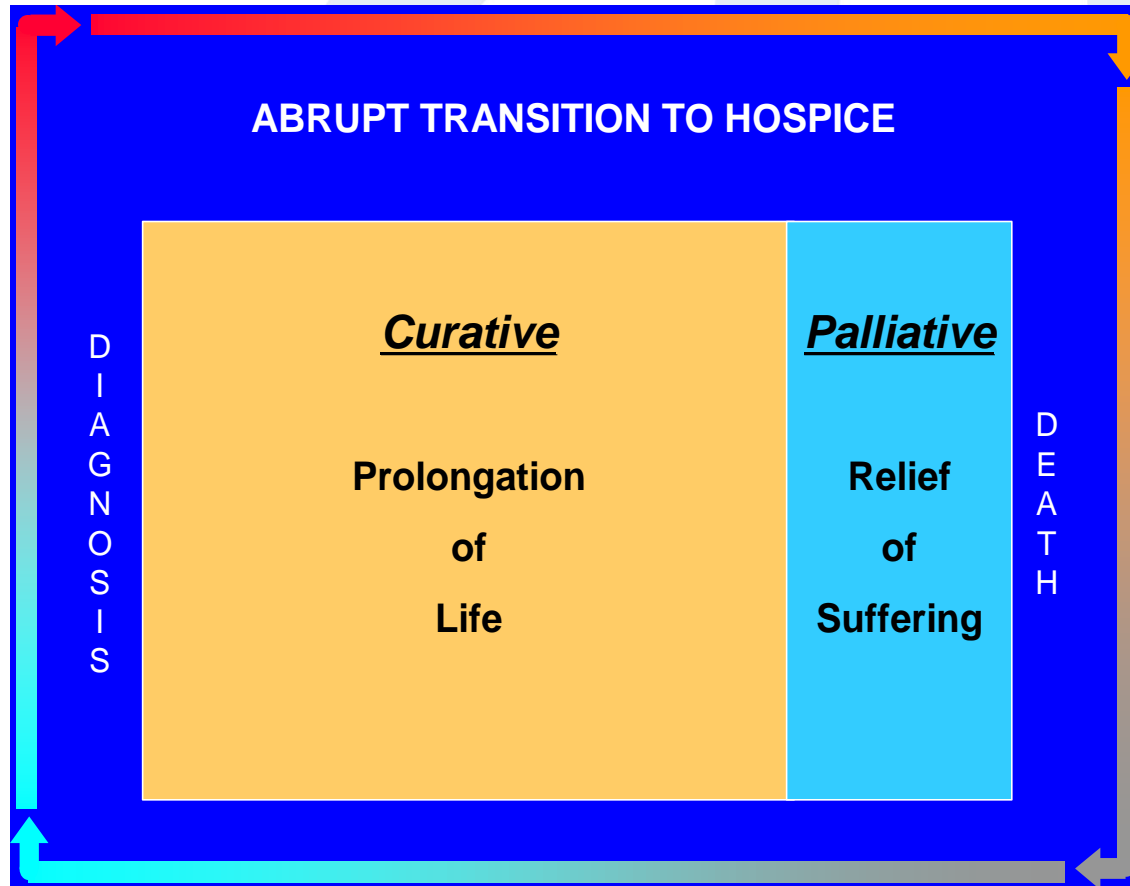 ABRUPT TRANSITION TO HOSPICE
DIAGNOSIS
Curative
Prolongation
of
Life
Palliative
Relief
of
Suffering
DEATH